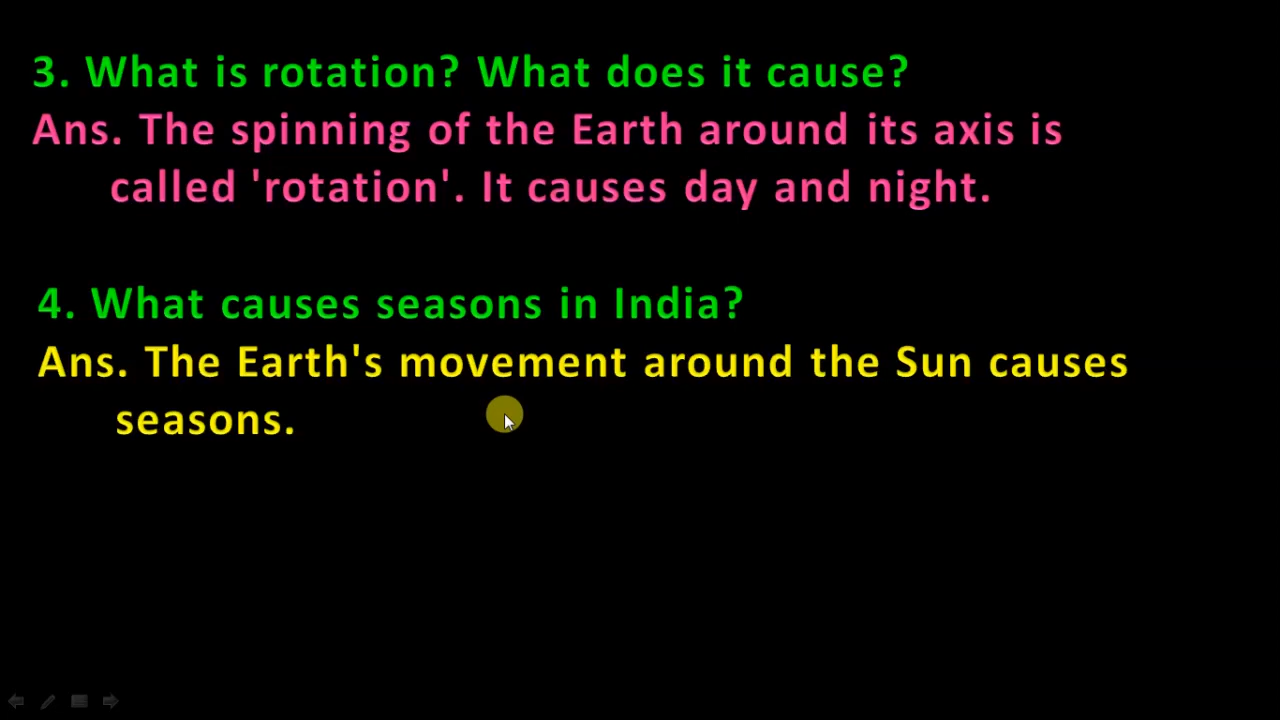 3. What is rotation? What does it cause?
Ans. The spinning of the Earth around its axis is
called 'rotation'. It causes day and night.
4. What causes seasons in India?
Ans. The Earth's movement around the Sun causes
seasons.